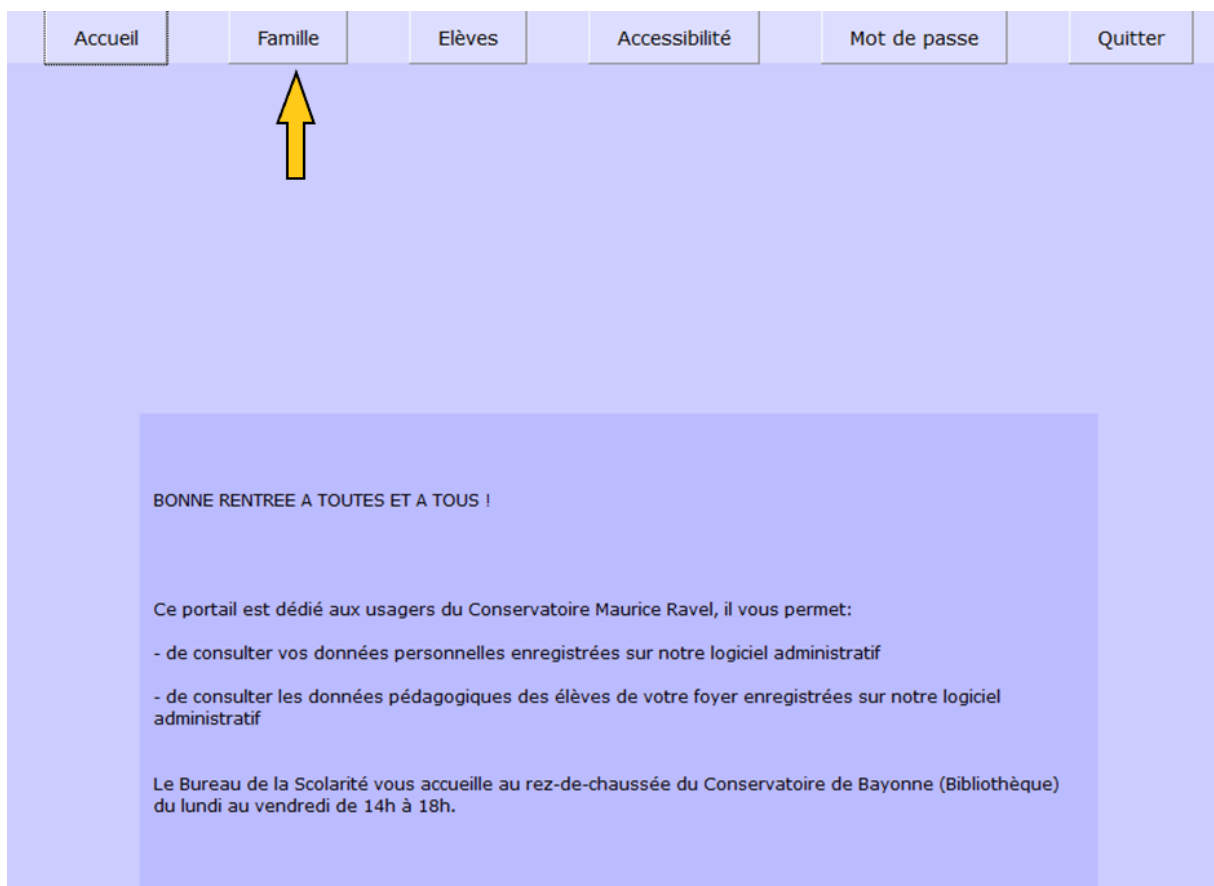 Accueil Famille Elèves Accessibilité Mot de passe Quitter
BONNE RENTREE A TOUTES ET A TOUS !
Ce portail est dédié aux usagers du Conservatoire Maurice Ravel, il vous permet:
- de consulter vos données personnelles enregistrées sur notre logiciel administratif
- de consulter les données pédagogiques des élèves de votre foyer enregistrées sur notre logiciel
administratif
Le Bureau de la Scolarité vous accueille au rez-de-chaussée du Conservatoire de Bayonne (Bibliothèque)
du lundi au vendredi de 14h à 18h.